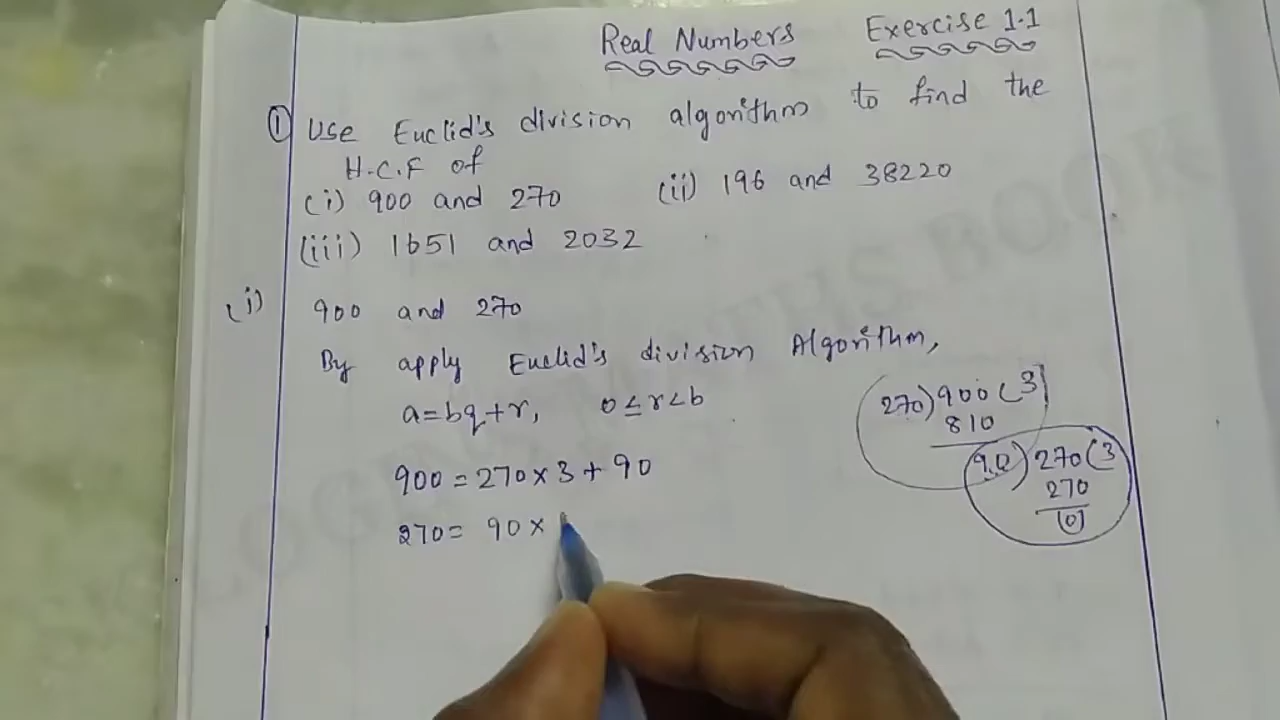 Real Numbers Exercise 1.1
① Use Euclid's division algorithm to find the
H.C.F of
(i) 900 and 270 (ii) 196 and 38220
(iii) 1651 and 2032
(i) 900 and 270
By apply Euclid's division Algorithm,
a=bq+r, 0≤r<b
270)900(3
810
90)270(3
270
(0)
900 = 270×3+90
270= 90×